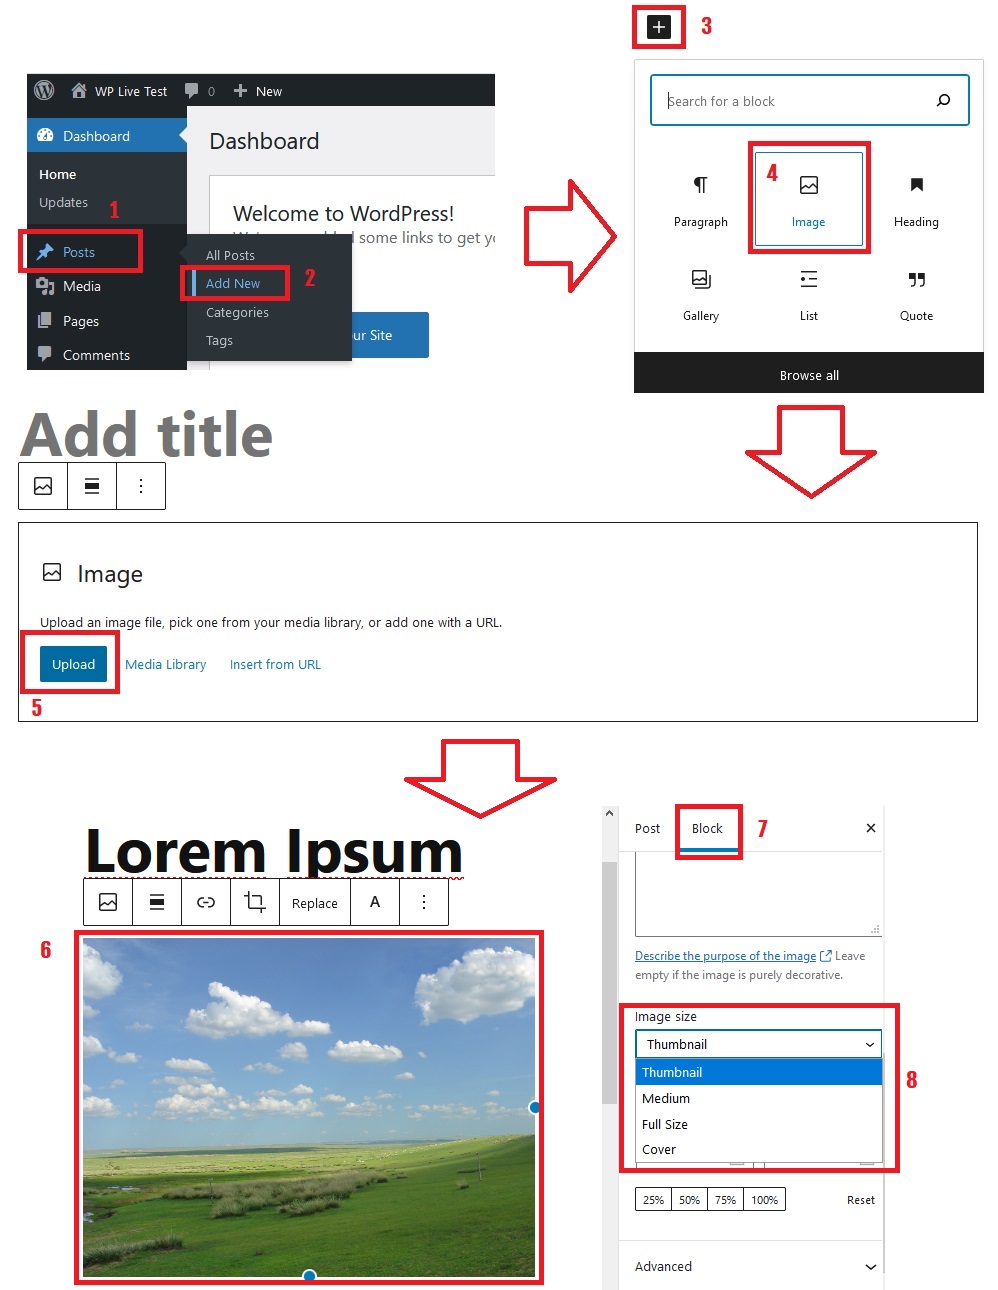 3
Search for a block
WP Live Test
0
New
Dashboard
Dashboard
Home
Updates
1
Welcome to WordPress!
some links to get yo
Posts
All Posts
2
Add New
Media
Categories
Pages
ur Site
Tags
Comments
4
Paragraph
Image
Heading
Gallery
List
Quote
Browse all
Add title
Image
Upload an image file, pick one from your media library, or add one with a URL.
Upload
Media Library
Insert from URL
5
Lorem Ipsum
Replace
A
6
Post
Block
7
Describe the purpose of the image Leave
empty if the image is purely decorative.
Image size
Thumbnail
Thumbnail
8
Medium
Full Size
Cover
25%
50%
75%
100%
Reset
Advanced